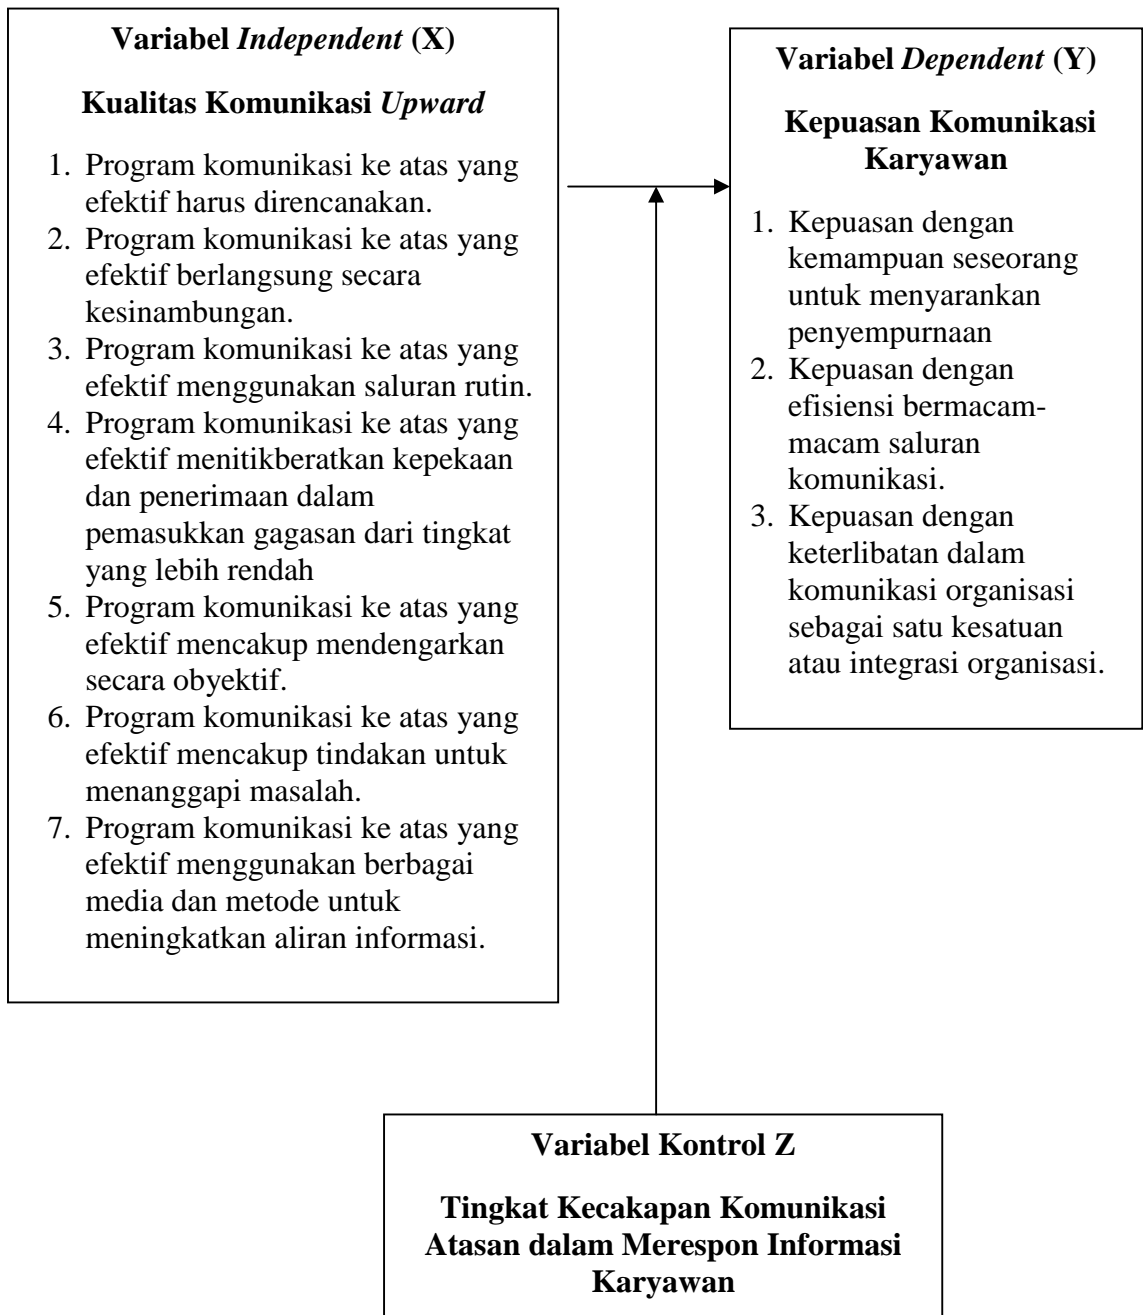 Variabel Independent (X)
Kualitas Komunikasi Upward
1. Program komunikasi ke atas yang
efektif harus direncanakan.
2. Program komunikasi ke atas yang
efektif berlangsung secara
kesinambungan.
3. Program komunikasi ke atas yang
efektif menggunakan saluran rutin.
4. Program komunikasi ke atas yang
efektif menitikberatkan kepekaan
dan penerimaan dalam
pemasukkan gagasan dari tingkat
yang lebih rendah
5. Program komunikasi ke atas yang
efektif mencakup mendengarkan
secara obyektif.
6. Program komunikasi ke atas yang
efektif mencakup tindakan untuk
menanggapi masalah.
7. Program komunikasi ke atas yang
efektif menggunakan berbagai
media dan metode untuk
meningkatkan aliran informasi.
Variabel Dependent (Y)
Kepuasan Komunikasi
Karyawan
1. Kepuasan dengan
kemampuan seseorang
untuk menyarankan
penyempurnaan
2. Kepuasan dengan
efisiensi bermacam-
macam saluran
komunikasi.
3. Kepuasan dengan
keterlibatan dalam
komunikasi organisasi
sebagai satu kesatuan
atau integrasi organisasi.
Variabel Kontrol Z
Tingkat Kecakapan Komunikasi
Atasan dalam Merespon Informasi
Karyawan